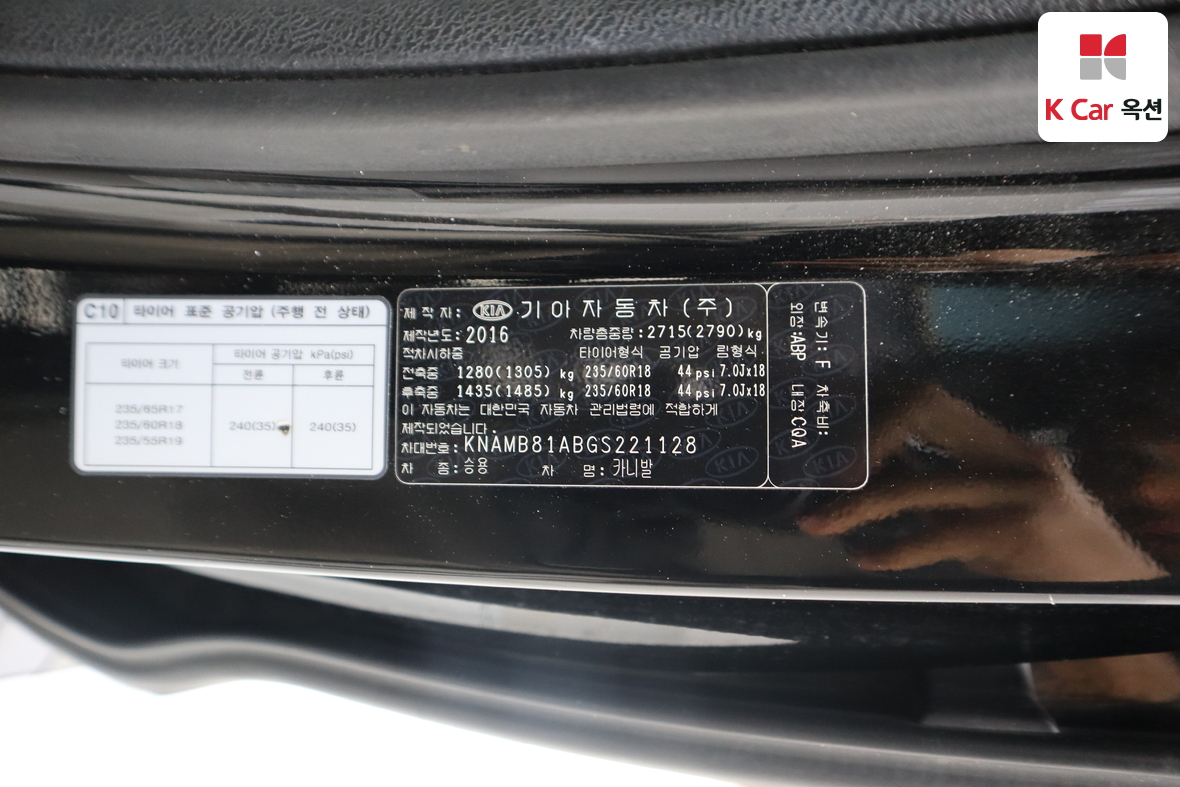 K Car 옥션
C10 타이어 표준 공기압 (주행 전 상태)
타이어 크기 타이어 공기압 kPa(psi)
전륜 후륜
235/65R17
235/60R18 240(35) 240(35)
235/55R19
제 작 자: KIA 기아자동차(주)
제작년도: 2016 차량총중량: 2715(2790)kg
적차시하중 타이어형식 공기압 림형식
전축중 1280(1305) kg 235/60R18 44psi 7.0Jx18
후축중 1435(1485) kg 235/60R18 44psi 7.0Jx18
이 자동차는 대한민국 자동차 관리법령에 적합하게
제작되었습니다.
차대번호: KNAMB81ABGS221128
차 종: 승용 차 명: 카니발
변속기: F 차축비:
외장:ABP 내장CQA
KIA
KIA